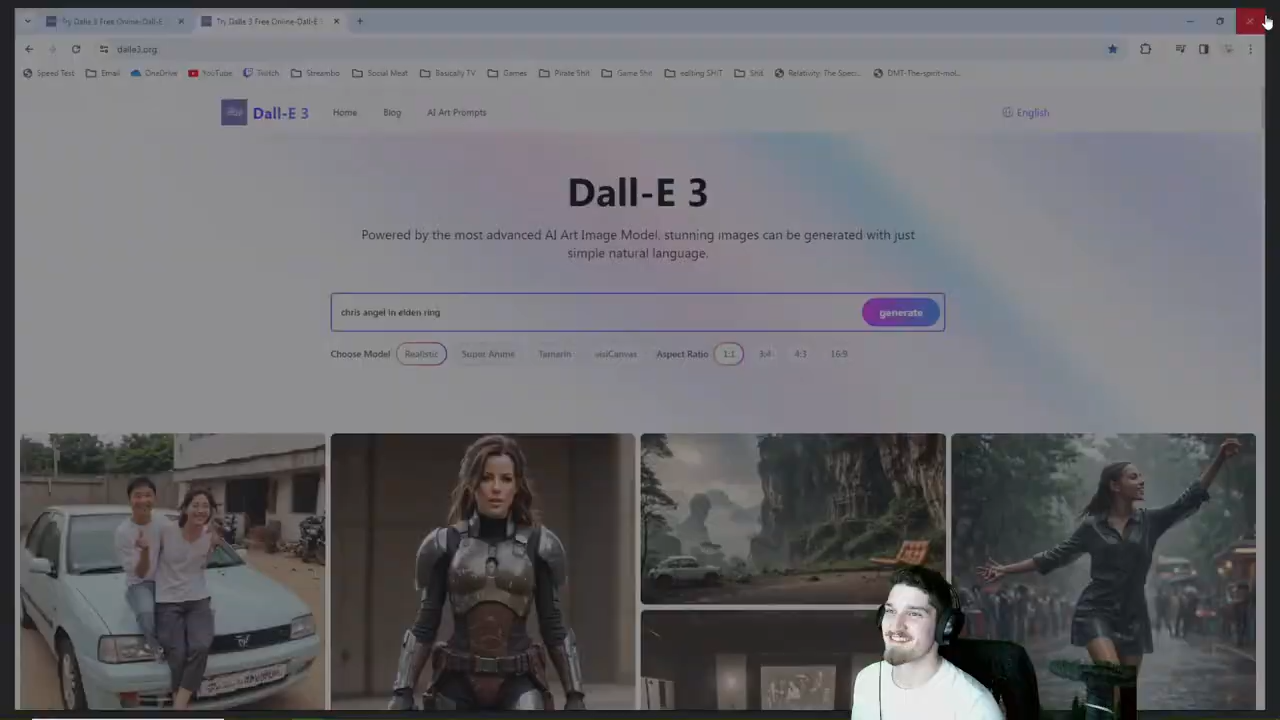 Try Dalle 3 Free Online-Dall-E
Try Dalle 3 Free Online-Dall-E
dalle3.org
Speed Test
Email
OneDrive
YouTube
Twitch
Streambo
Social Meat
Basically TV
Games
Pirate Shit
Game Shit
editing SHIT
Shit
Relativity: The Speci...
DMT-The-spirit-mol...
Dall-E 3
Home
Blog
AI Art Prompts
English
Dall-E 3
Powered by the most advanced AI Art Image Model, stunning images can be generated with just
simple natural language.
chris angel in elden ring
generate
Choose Model
Realistic
Super Anime
Tamarin
visiCanvas
Aspect Ratio
1:1
3:4
4:3
16:9